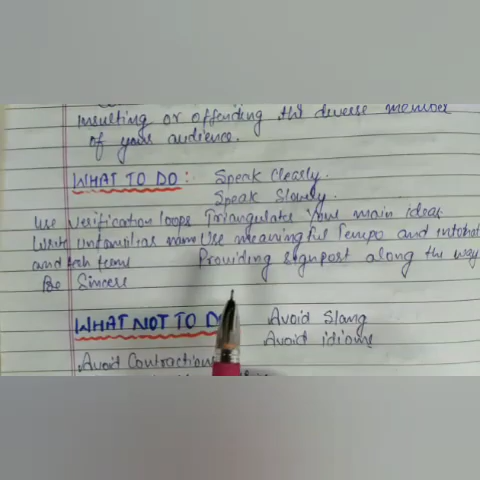 insulting or offending the diverse member
of your audience.
WHAT TO DO: Speak Clearly.
Speak Slowly.
Use verification loops Triangulate your main ideas
Write unfamiliar name Use meaningful Tempo and
and tech terms Providing signpost along the way
Be Sincere
WHAT NOT TO D Avoid Slang
Avoid idioms
Avoid Contractions